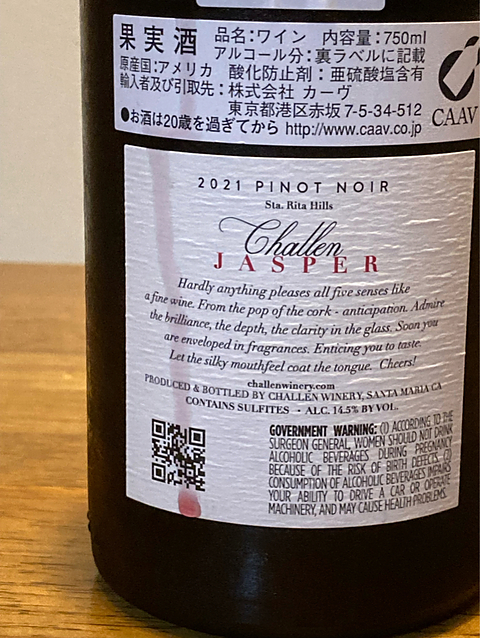 果実酒 品名：ワイン 内容量：750ml
アルコール分：裏ラベルに記載
原産国：アメリカ 酸化防止剤：亜硫酸塩含有
輸入者及び引取先：株式会社 カーヴ
東京都港区赤坂7-5-34-512
●お酒は20歳を過ぎてから http://www.caav.co.jp
CAAV
2021 PINOT NOIR
Sta. Rita Hills
Challen
JASPER
Hardly anything pleases all five senses like
a fine wine. From the pop of the cork - anticpation. Admire
the brilliance, the depth, the clarity in the glass. Soon you
are enveloped in fragrances. Enticing you to taste.
Let the silky mouthfeel coat the tongue. Cheers!
challenwinery.com
PRODUCED & BOTTLED BY CHALLEN WINERY, SANTA MARIA CA
CONTAINS SULFITES - ALC. 14.5% BY VOL.
GOVERNMENT WARNING: (1) ACCORDING TO THE
SURGEON GENERAL, WOMEN SHOULD NOT DRINK
ALCOHOLIC BEVERAGES DURING PREGNANCY
BECAUSE OF THE RISK OF BIRTH DEFECTS. (2)
CONSUMPTION OF ALCOHOLIC BEVERAGES IMPAIRS
YOUR ABILITY TO DRIVE A CAR OR OPERATE
MACHINERY, AND MAY CAUSE HEALTH PROBLEMS.